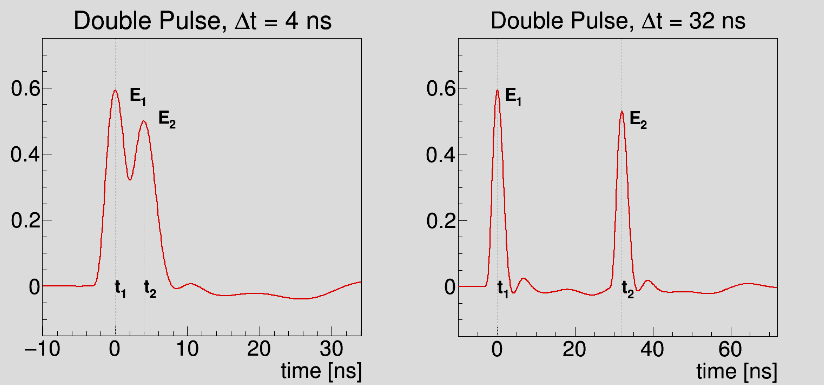 Double Pulse, Δt = 4 ns
0.6
0.4
0.2
0
E₁
E₂
t₁ t₂
−10 0 10 20 30
time [ns]
Double Pulse, Δt = 32 ns
0.6
0.4
0.2
0
E₁
E₂
t₁ t₂
0 20 40 60
time [ns]